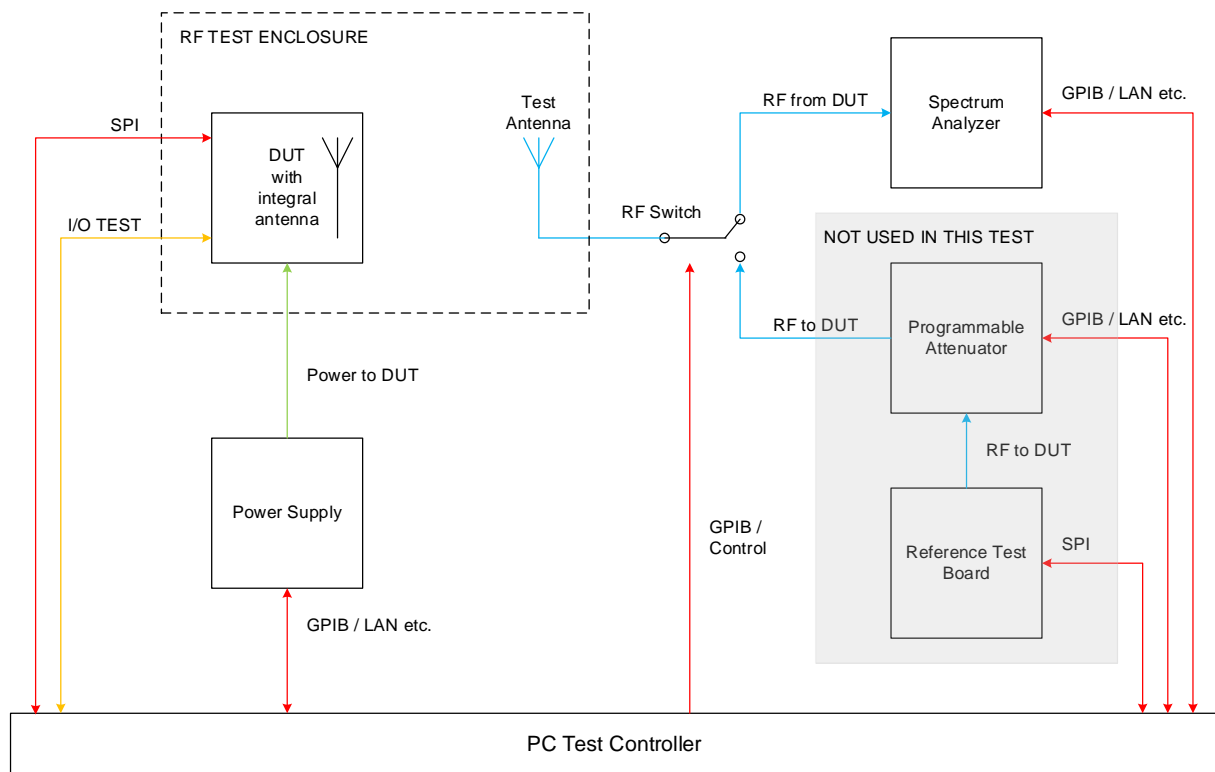 RF TEST ENCLOSURE
SPI
I/O TEST
DUT
with
integral
antenna
Test
Antenna
RF Switch
RF from DUT
Spectrum
Analyzer
GPIB / LAN etc.
NOT USED IN THIS TEST
RF to DUT
Programmable
Attenuator
GPIB / LAN etc.
RF to DUT
Reference Test
Board
SPI
Power to DUT
Power Supply
GPIB / LAN etc.
GPIB /
Control
PC Test Controller